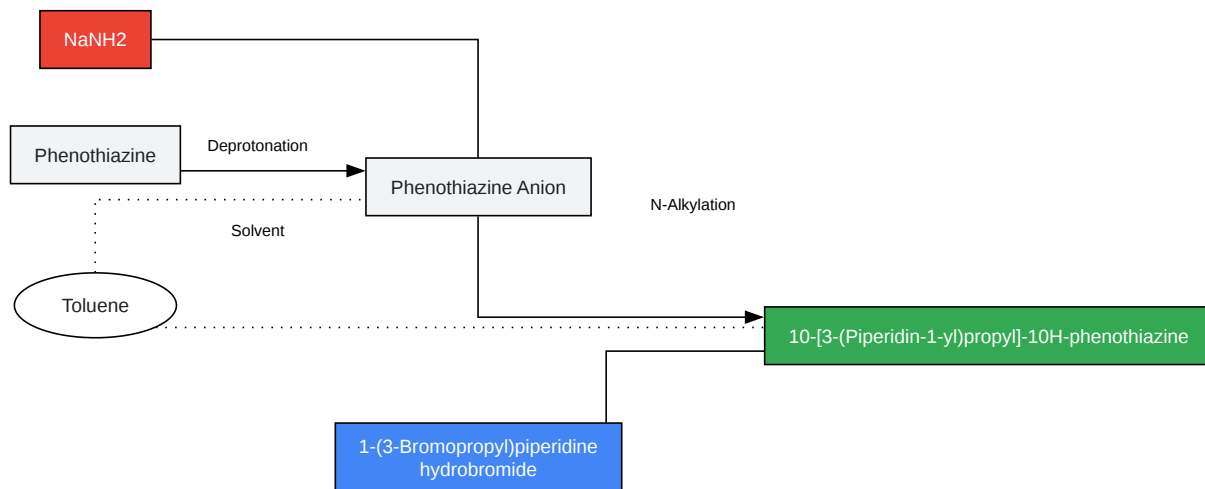 NaNH2
Phenothiazine
Deprotonation
Phenothiazine Anion
N-Alkylation
Solvent
Toluene
10-[3-(Piperidin-1-yl)propyl]-10H-phenothiazine
1-(3-Bromopropyl)piperidine
hydrobromide